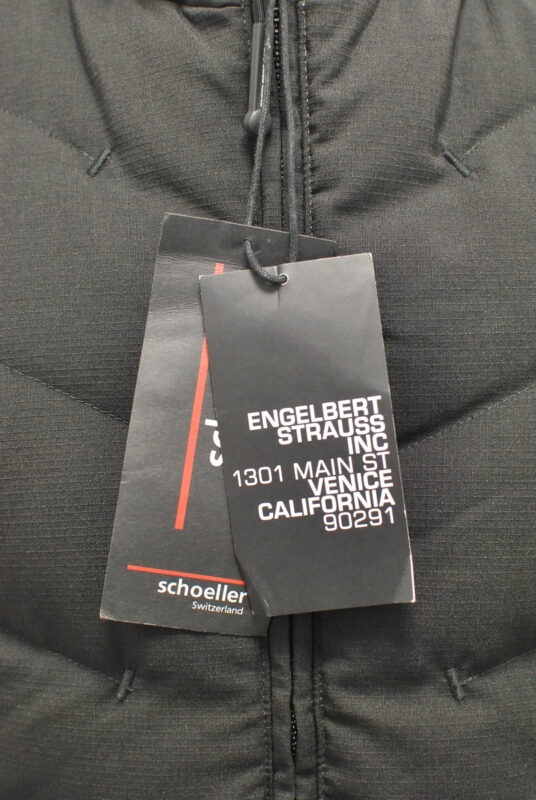 ENGELBERT
STRAUSS
INC
1301 MAIN ST
VENICE
CALIFORNIA
90291
schoeller
Switzerland